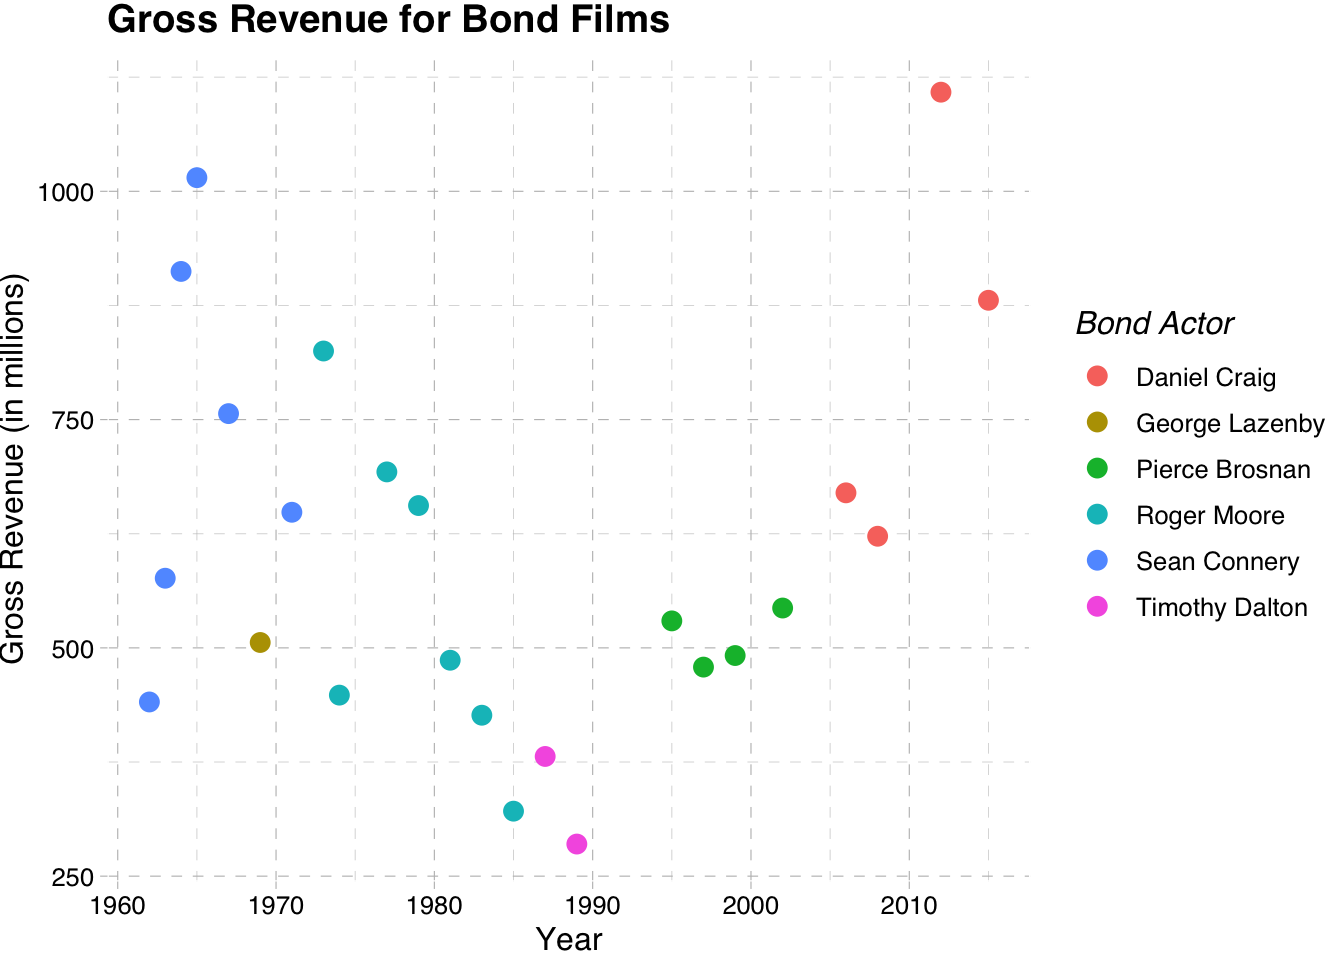 Gross Revenue for Bond Films
Gross Revenue (in millions)
1000
750
500
250
1960 1970 1980 1990 2000 2010
Year
Bond Actor
Daniel Craig
George Lazenby
Pierce Brosnan
Roger Moore
Sean Connery
Timothy Dalton